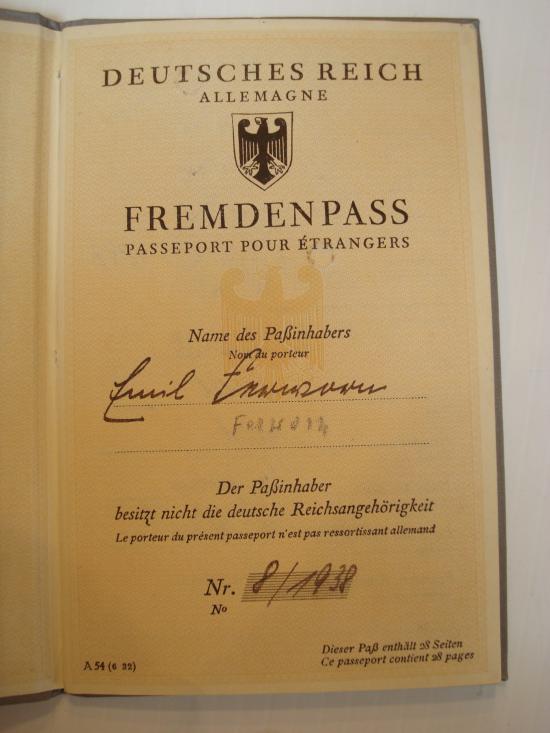 DEUTSCHES REICH
ALLEMAGNE
FREMDENPASS
PASSEPORT POUR ÉTRANGERS
Name des Paßinhabers
Nom du porteur
Emil
Der Paßinhaber
besitzt nicht die deutsche Reichsangehörigkeit
Le porteur du présent passeport n'est pas ressortissant allemand
Nr. 8/1938
No
Dieser Paß enthält 28 Seiten
Ce passeport contient 28 pages
A 54 (6 32)